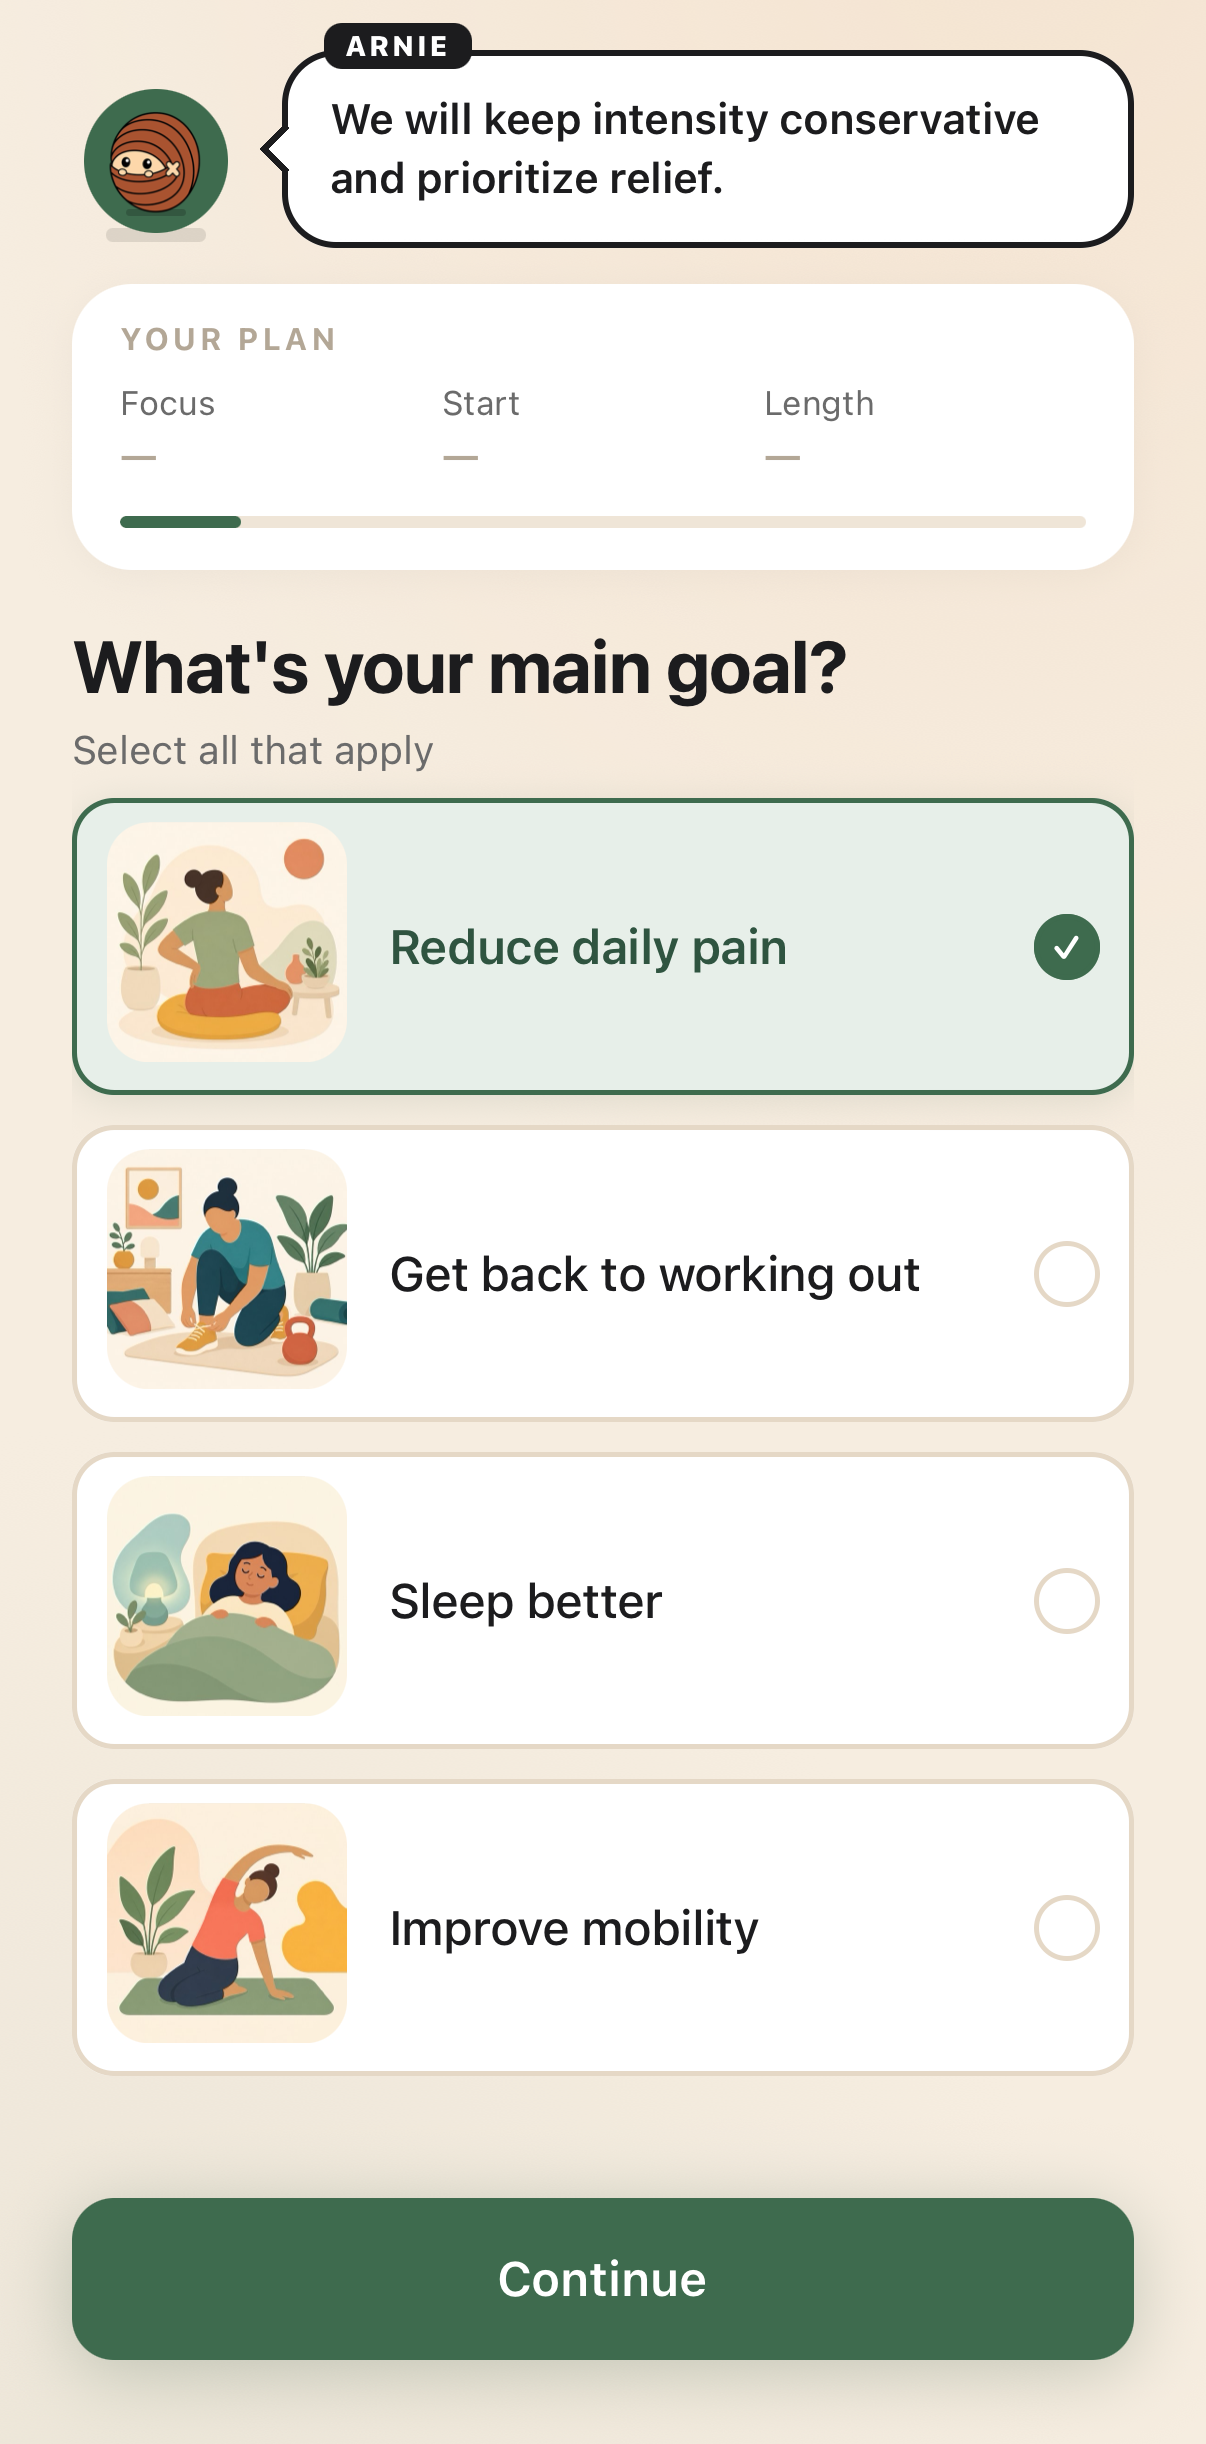 ARNIE
We will keep intensity conservative
and prioritize relief.
YOUR PLAN
Focus
Start
Length
—
—
—
What's your main goal?
Select all that apply
Reduce daily pain
Get back to working out
Sleep better
Improve mobility
Continue